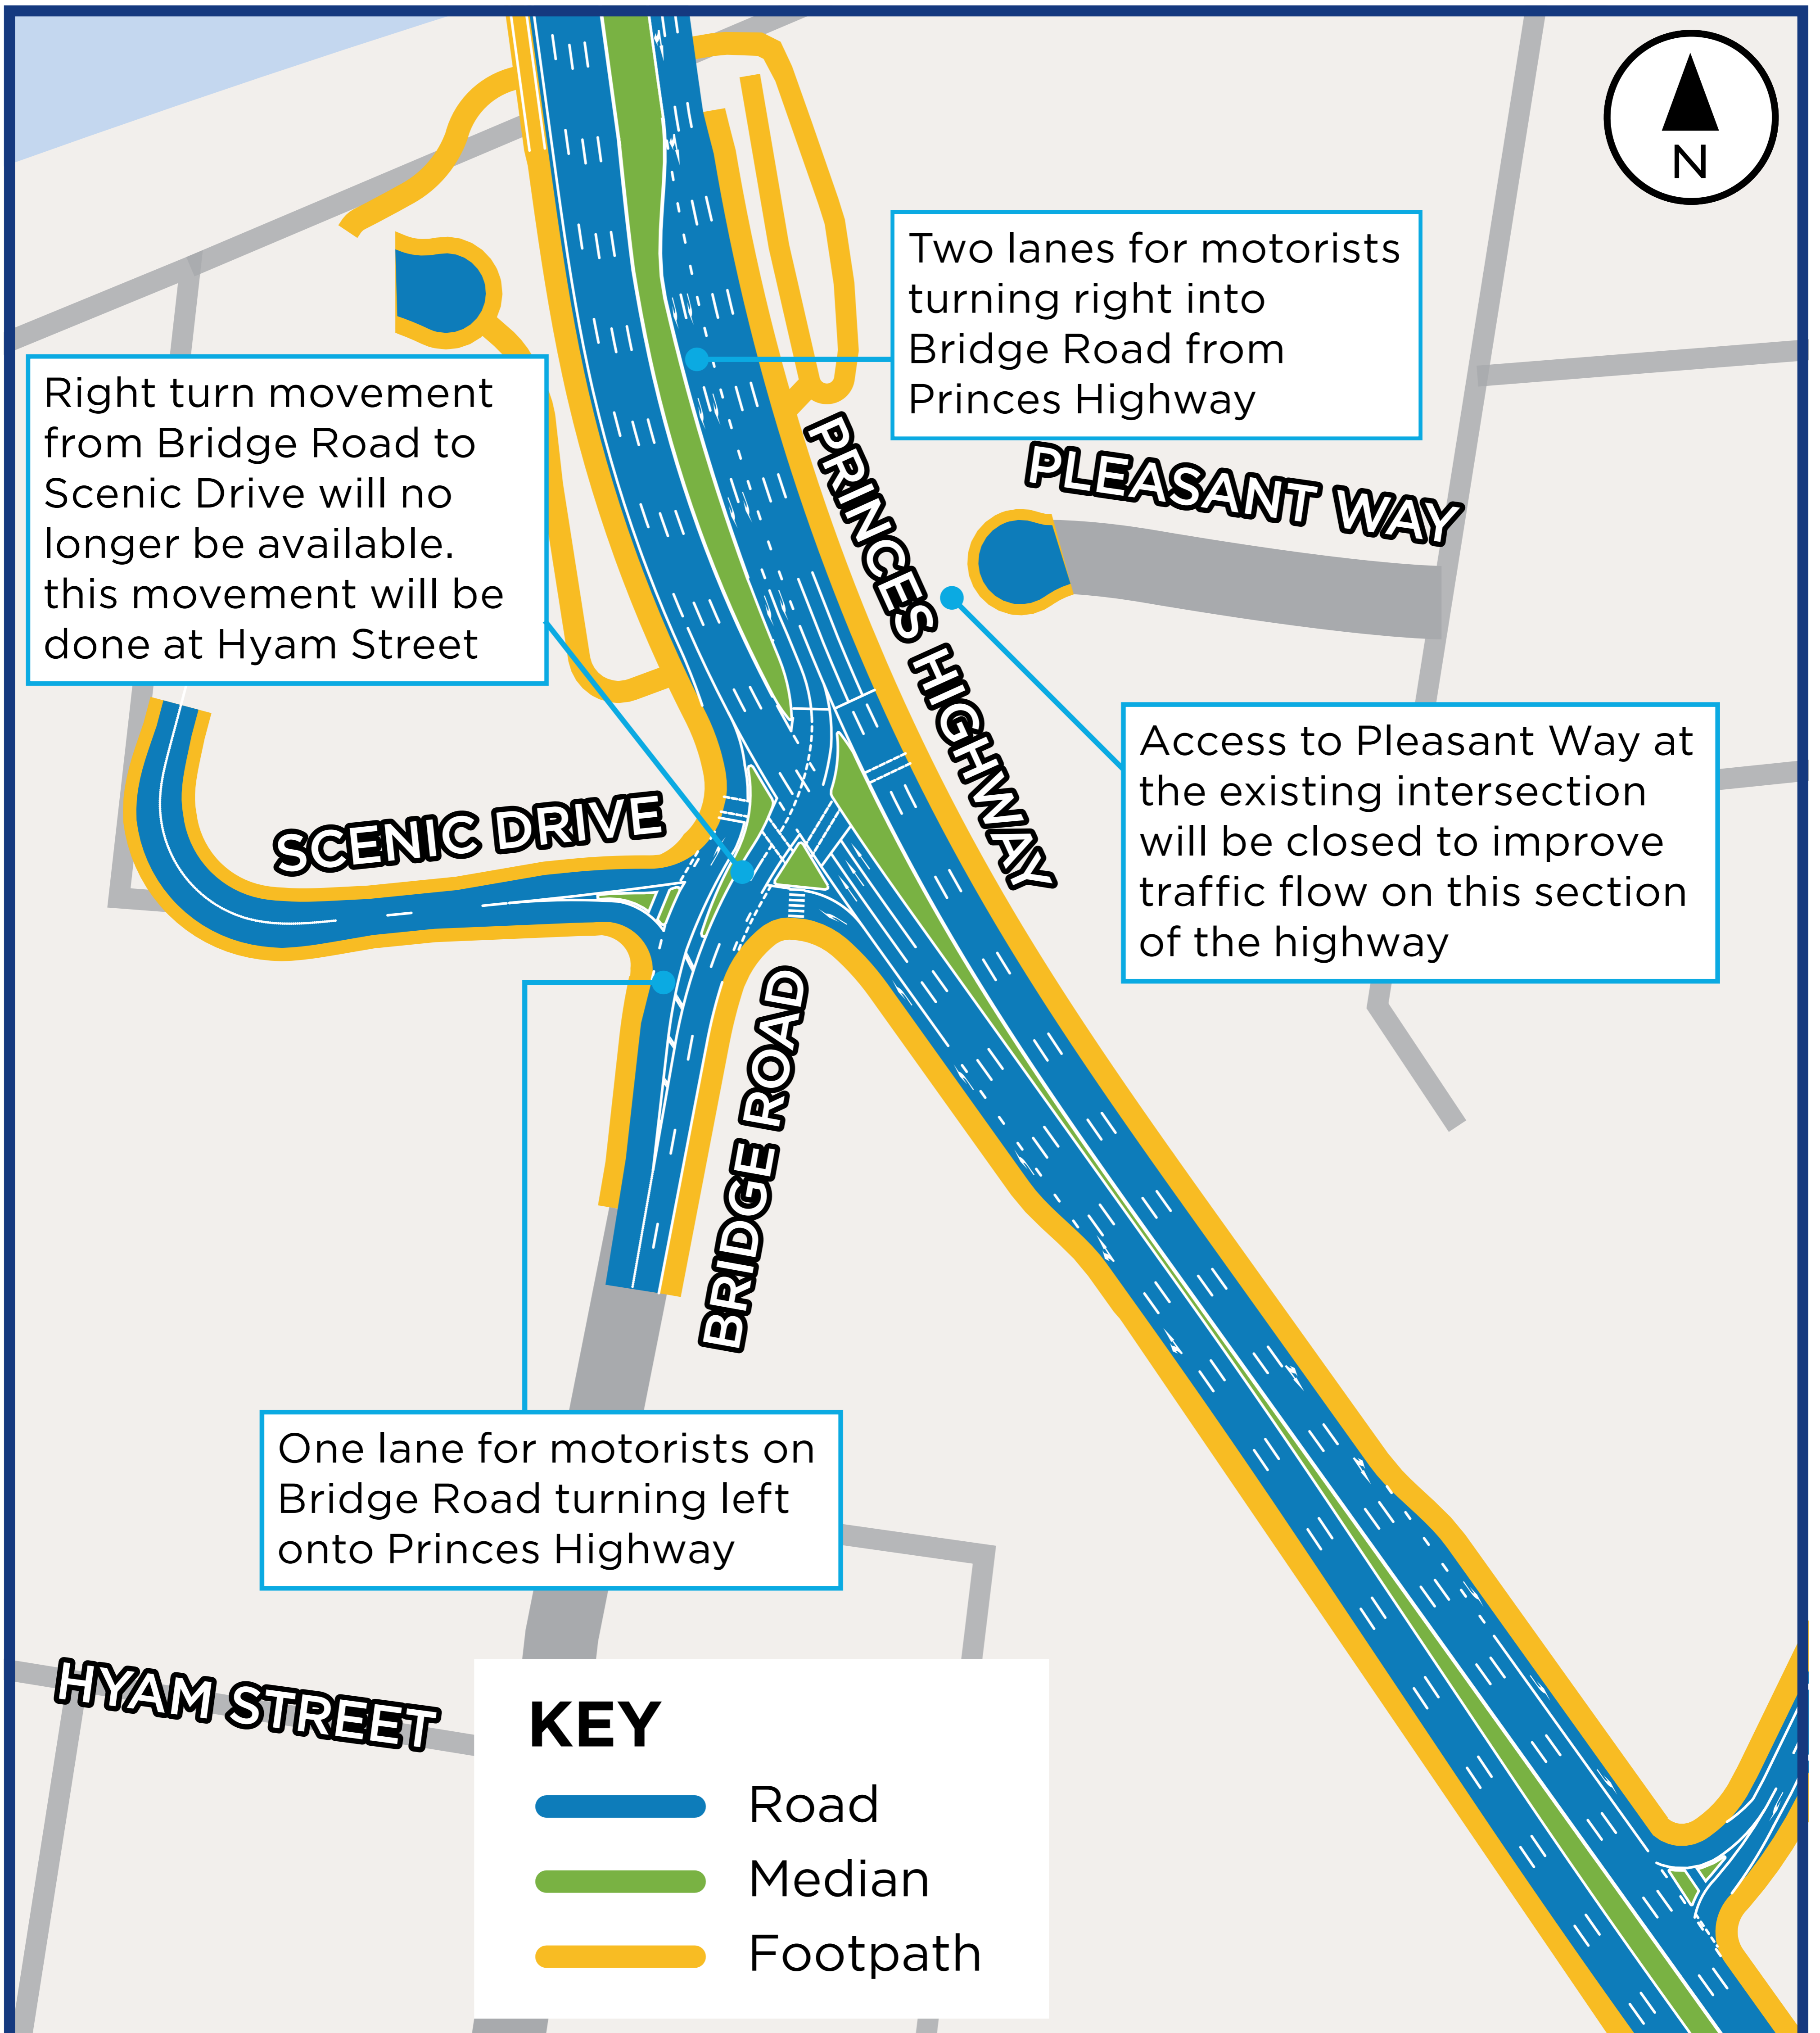 N
Two lanes for motorists
turning right into
Bridge Road from
Princes Highway
Right turn movement
from Bridge Road to
Scenic Drive will no
longer be available.
this movement will be
done at Hyam Street
PRINCES HIGHWAY
PLEASANT WAY
Access to Pleasant Way at
the existing intersection
will be closed to improve
traffic flow on this section
of the highway
SCENIC DRIVE
BRIDGE ROAD
One lane for motorists on
Bridge Road turning left
onto Princes Highway
HYAM STREET
KEY
Road
Median
Footpath